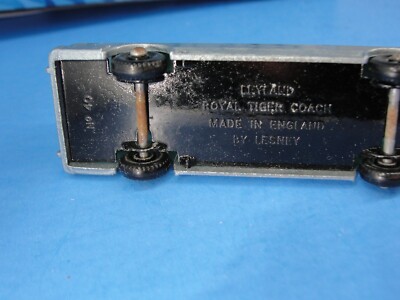 LEYLAND
ROYAL TIGER COACH
MADE IN ENGLAND
BY LESNEY
No 40